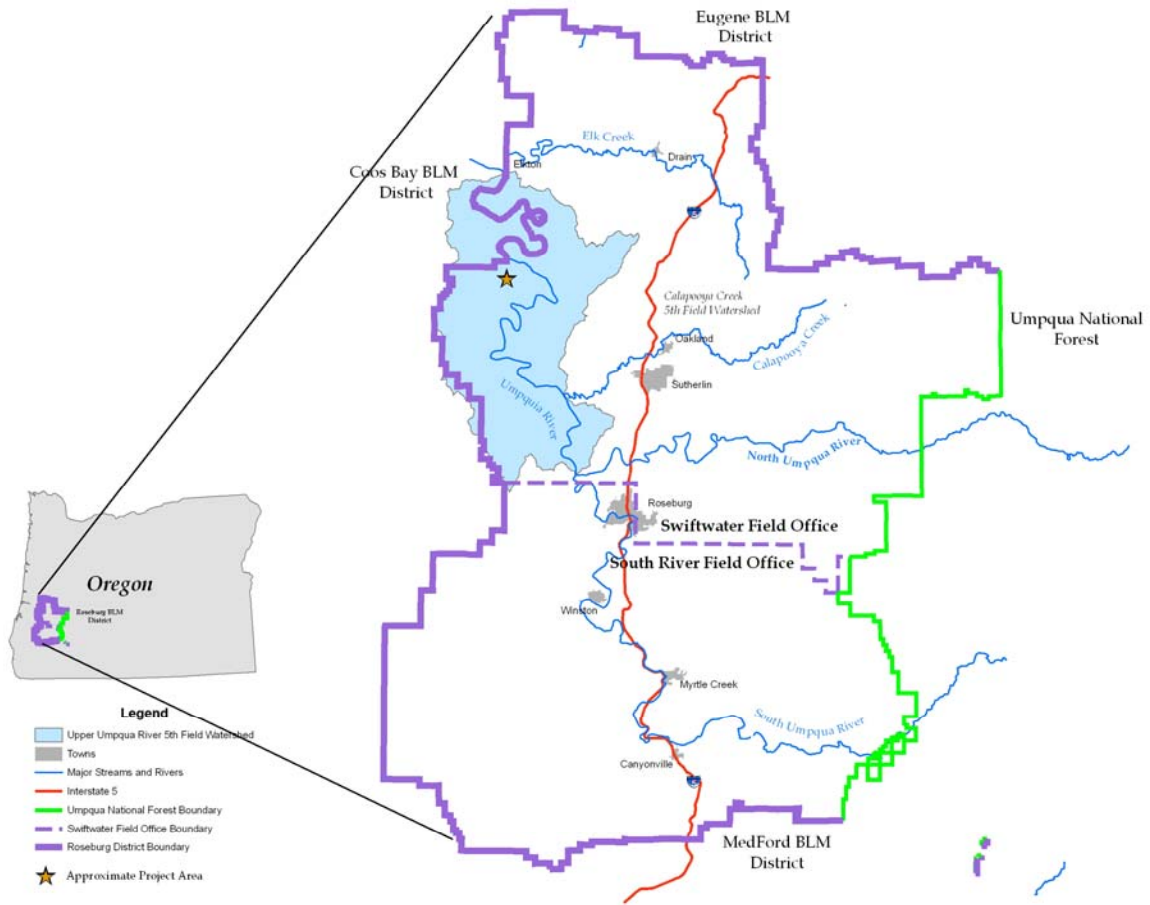 Eugene BLM
District
Elk Creek
Drain
Elkton
Coos Bay BLM
District
Calapooya Creek
5th Field Watershed
Umpqua National
Forest
Oakland
Calapooya Creek
Sutherlin
Umpquia River
North Umpqua River
Roseburg
Swiftwater Field Office
South River Field Office
Oregon
Roseburg BLM
District
Winston
Myrtle Creek
South Umpqua River
Canyonville
MedFord BLM
District
Legend
Upper Umpqua River 5th Field Watershed
Towns
Major Streams and Rivers
Interstate 5
Umpqua National Forest Boundary
Swiftwater Field Office Boundary
Roseburg District Boundary
Approximate Project Area